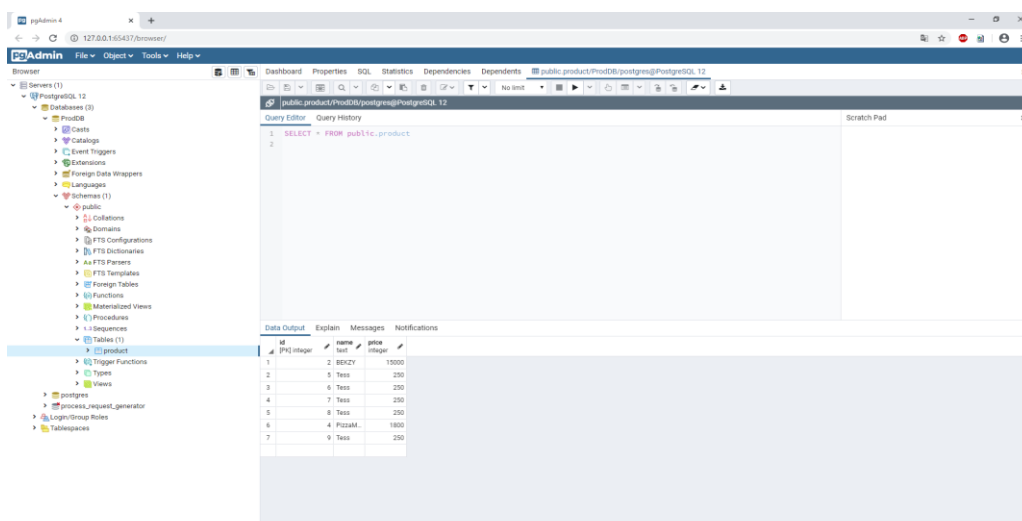 pgAdmin 4
127.0.0.1:65437/browser/
pgAdmin File Object Tools Help
Browser
Dashboard Properties SQL Statistics Dependencies Dependents public.product/ProdDB/postgres@PostgreSQL 12
Servers (1)
PostgreSQL 12
Databases (3)
ProdDB
Casts
Catalogs
Event Triggers
Extensions
Foreign Data Wrappers
Languages
Schemas (1)
public
Collations
Domains
FTS Configurations
FTS Dictionaries
FTS Parsers
FTS Templates
Foreign Tables
Functions
Materialized Views
Procedures
1..3 Sequences
Tables (1)
product
Trigger Functions
Types
Views
postgres
process_request_generator
Login/Group Roles
Tablespaces
No limit
public.product/ProdDB/postgres@PostgreSQL 12
Query Editor Query History
Scratch Pad
1 SELECT * FROM public.product
2
Data Output Explain Messages Notifications
id name price
[PK] integer text integer
1 2 BEKZY 15000
2 5 Tess 250
3 6 Tess 250
4 7 Tess 250
5 8 Tess 250
6 4 PizzaM... 1800
7 9 Tess 250